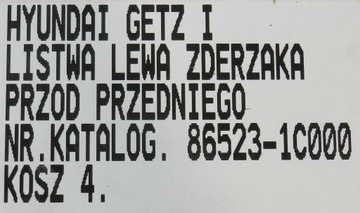 HYUNDAI GETZ I
LISTWA LEWA ZDERZAKA
PRZOD PRZEDNIEGO
NR.KATALOG. 86523-1C000
KOSZ 4.